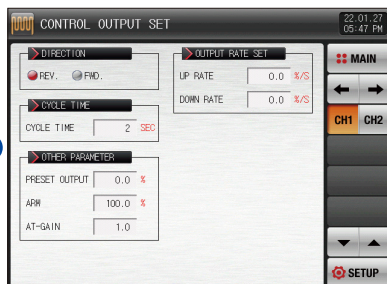 CONTROL OUTPUT SET
22.01.27
05:47 PM
DIRECTION
REV. FWD.
CYCLE TIME
CYCLE TIME 2 SEC
OTHER PARAMETER
PRESET OUTPUT 0.0 %
ARW 100.0 %
AT-GAIN 1.0
OUTPUT RATE SET
UP RATE 0.0 %/S
DOWN RATE 0.0 %/S
MAIN
CH1 CH2
SETUP